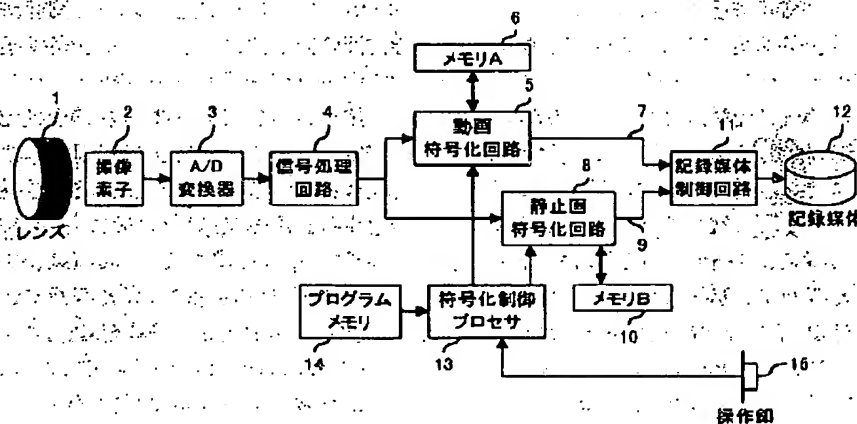 6
メモリA
1
2
3
4
5
7
11
12
撮像
素子
A/D
変換器
信号処理
回路
動画
符号化回路
記録媒体
制御回路
8
静止画
符号化回路
レンズ
9
記録媒体
プログラム
メモリ
符号化制御
プロセサ
メモリB
14
13
10
15
操作部